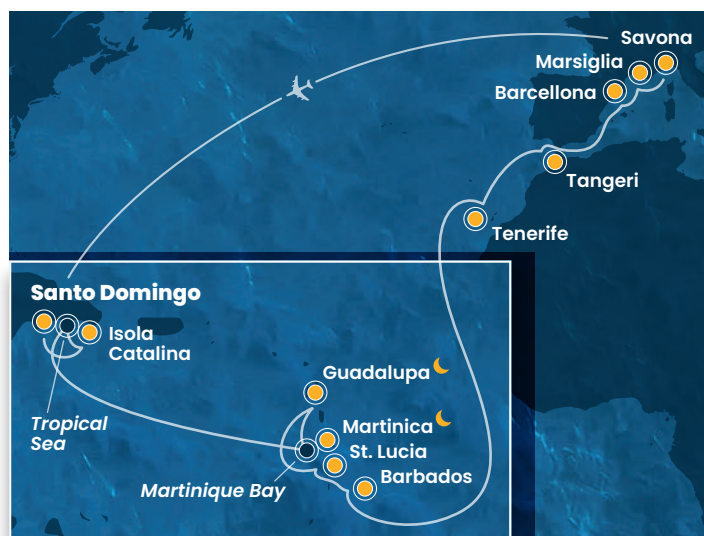 Savona
Marsiglia
Barcellona
Tangeri
Tenerife
Santo Domingo
Isola
Catalina
Guadalupa
Tropical
Sea
Martinica
St. Lucia
Barbados
Martinique Bay